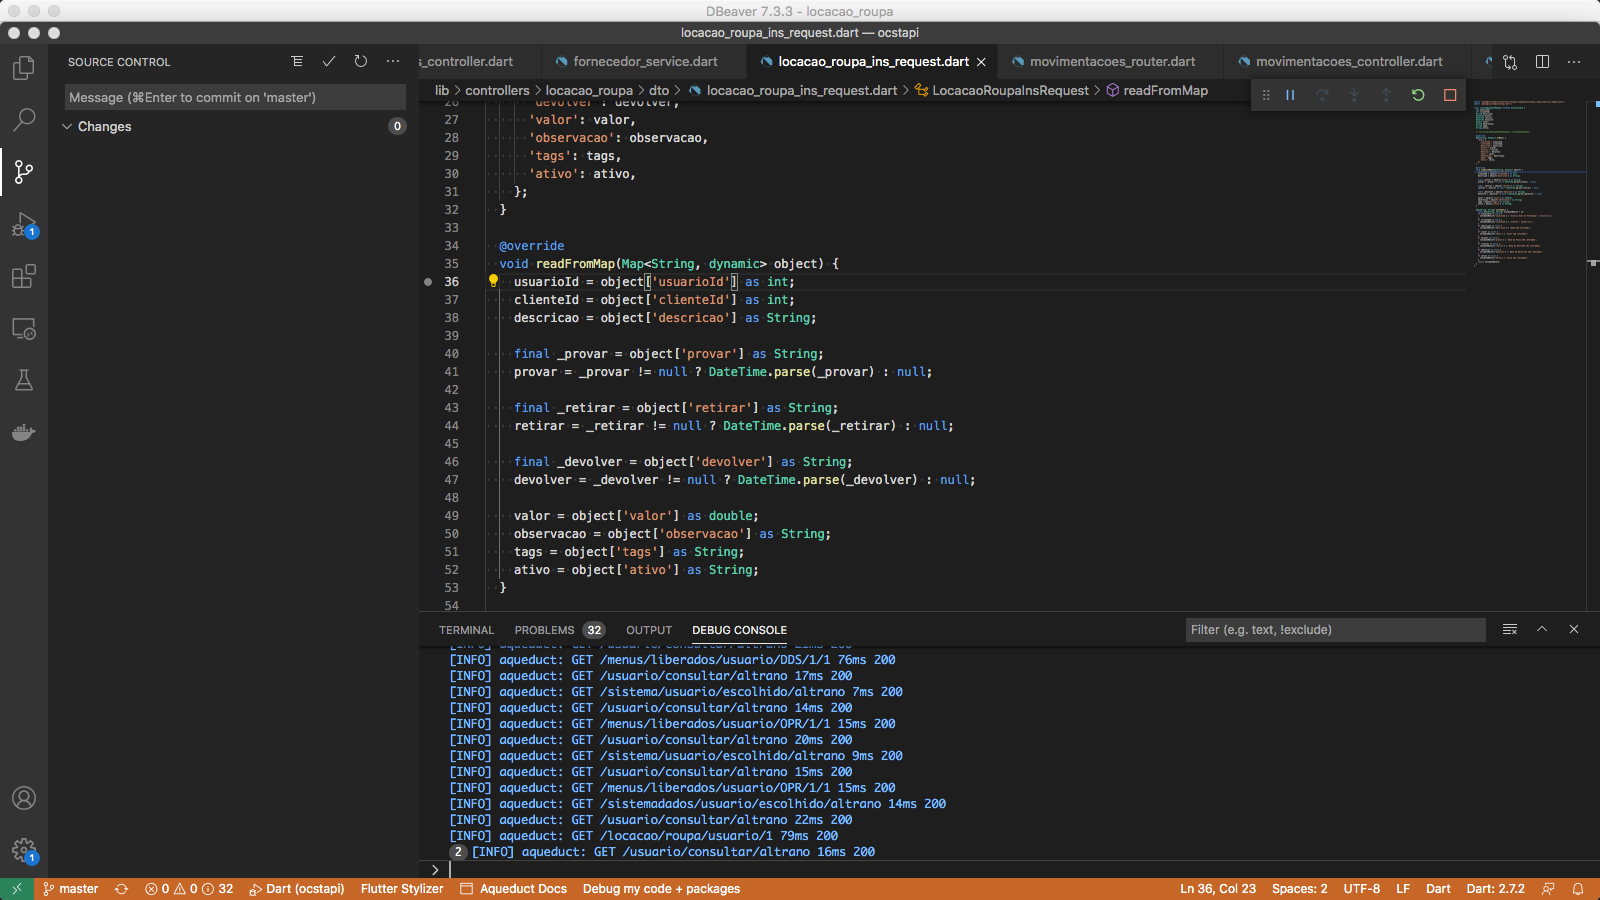 DBeaver 7.3.3 - locacao_roupa
locacao_roupa_ins_request.dart — ocstapi
SOURCE CONTROL
s_controller.dart
fornecedor_service.dart
locacao_roupa_ins_request.dart
movimentacoes_router.dart
movimentacoes_controller.dart
Message (⌘Enter to commit on 'master')
Changes
0
lib > controllers > locacao_roupa > dto > locacao_roupa_ins_request.dart > LocacaoRoupaInsRequest > readFromMap
26 'devolver': devolver,
27 'valor': valor,
28 'observacao': observacao,
29 'tags': tags,
30 'ativo': ativo,
31 };
32 }
33
34 @override
35 void readFromMap(Map<String, dynamic> object) {
36 usuarioId = object['usuarioId'] as int;
37 clienteId = object['clienteId'] as int;
38 descricao = object['descricao'] as String;
39
40 final _provar = object['provar'] as String;
41 provar = _provar != null ? DateTime.parse(_provar) : null;
42
43 final _retirar = object['retirar'] as String;
44 retirar = _retirar != null ? DateTime.parse(_retirar) : null;
45
46 final _devolver = object['devolver'] as String;
47 devolver = _devolver != null ? DateTime.parse(_devolver) : null;
48
49 valor = object['valor'] as double;
50 observacao = object['observacao'] as String;
51 tags = object['tags'] as String;
52 ativo = object['ativo'] as String;
53 }
54
TERMINAL PROBLEMS 32 OUTPUT DEBUG CONSOLE
Filter (e.g. text, !exclude)
[INFO] aqueduct: GET /usuario/consultar/altrano 21ms 200
[INFO] aqueduct: GET /menus/liberados/usuario/DDS/1/1 76ms 200
[INFO] aqueduct: GET /usuario/consultar/altrano 17ms 200
[INFO] aqueduct: GET /sistema/usuario/escolhido/altrano 7ms 200
[INFO] aqueduct: GET /usuario/consultar/altrano 14ms 200
[INFO] aqueduct: GET /menus/liberados/usuario/OPR/1/1 15ms 200
[INFO] aqueduct: GET /usuario/consultar/altrano 20ms 200
[INFO] aqueduct: GET /sistema/usuario/escolhido/altrano 9ms 200
[INFO] aqueduct: GET /usuario/consultar/altrano 15ms 200
[INFO] aqueduct: GET /menus/liberados/usuario/OPR/1/1 15ms 200
[INFO] aqueduct: GET /sistemadados/usuario/escolhido/altrano 14ms 200
[INFO] aqueduct: GET /usuario/consultar/altrano 22ms 200
[INFO] aqueduct: GET /locacao/roupa/usuario/1 79ms 200
2 [INFO] aqueduct: GET /usuario/consultar/altrano 16ms 200
>
1
1
master 0 0 32 Dart (ocstapi) Flutter Stylizer Aqueduct Docs Debug my code + packages
Ln 36, Col 23 Spaces: 2 UTF-8 LF Dart Dart: 2.7.2